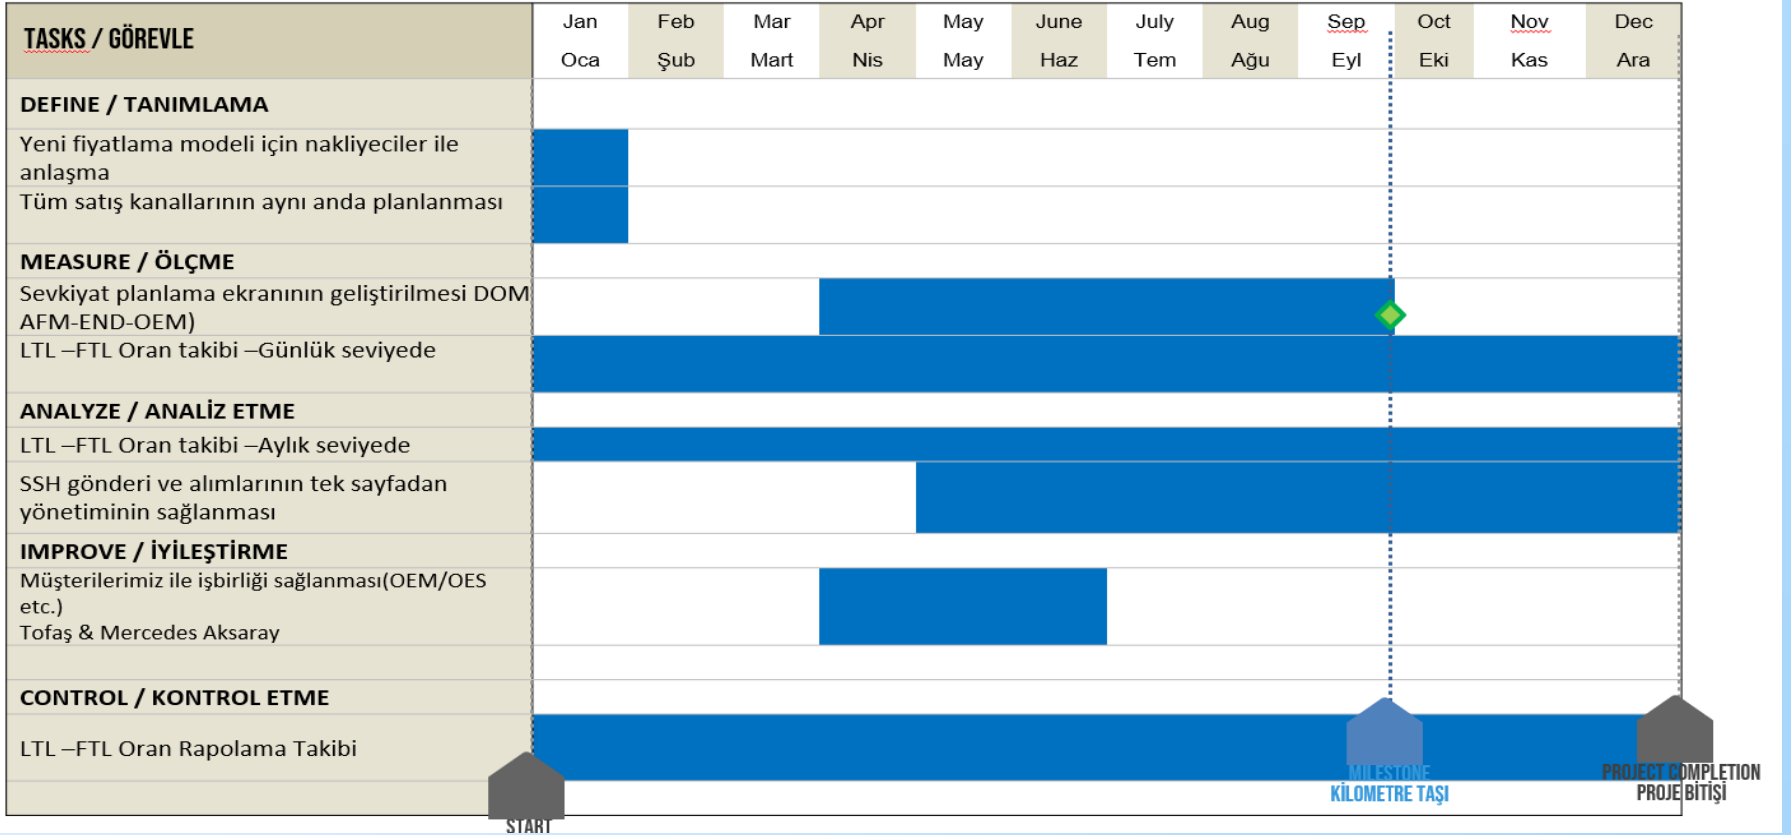 TASKS / GÖREVLE
Jan Feb Mar Apr May June July Aug Sep Oct Nov Dec
Oca Şub Mart Nis May Haz Tem Ağu Eyl Eki Kas Ara
DEFINE / TANIMLAMA
Yeni fiyatlama modeli için nakliyeciler ile
anlaşma
Tüm satış kanallarının aynı anda planlanması
MEASURE / ÖLÇME
Sevkiyat planlama ekranının geliştirilmesi DOM
AFM-END-OEM)
LTL –FTL Oran takibi –Günlük seviyede
ANALYZE / ANALİZ ETME
LTL –FTL Oran takibi –Aylık seviyede
SSH gönderi ve alımlarının tek sayfadan
yönetiminin sağlanması
IMPROVE / İYİLEŞTİRME
Müşterilerimiz ile işbirliği sağlanması(OEM/OES
etc.)
Tofaş & Mercedes Aksaray
CONTROL / KONTROL ETME
LTL –FTL Oran Rapolama Takibi
START
MILESTONE
KİLOMETRE TAŞI
PROJECT COMPLETION
PROJE BİTİŞİ